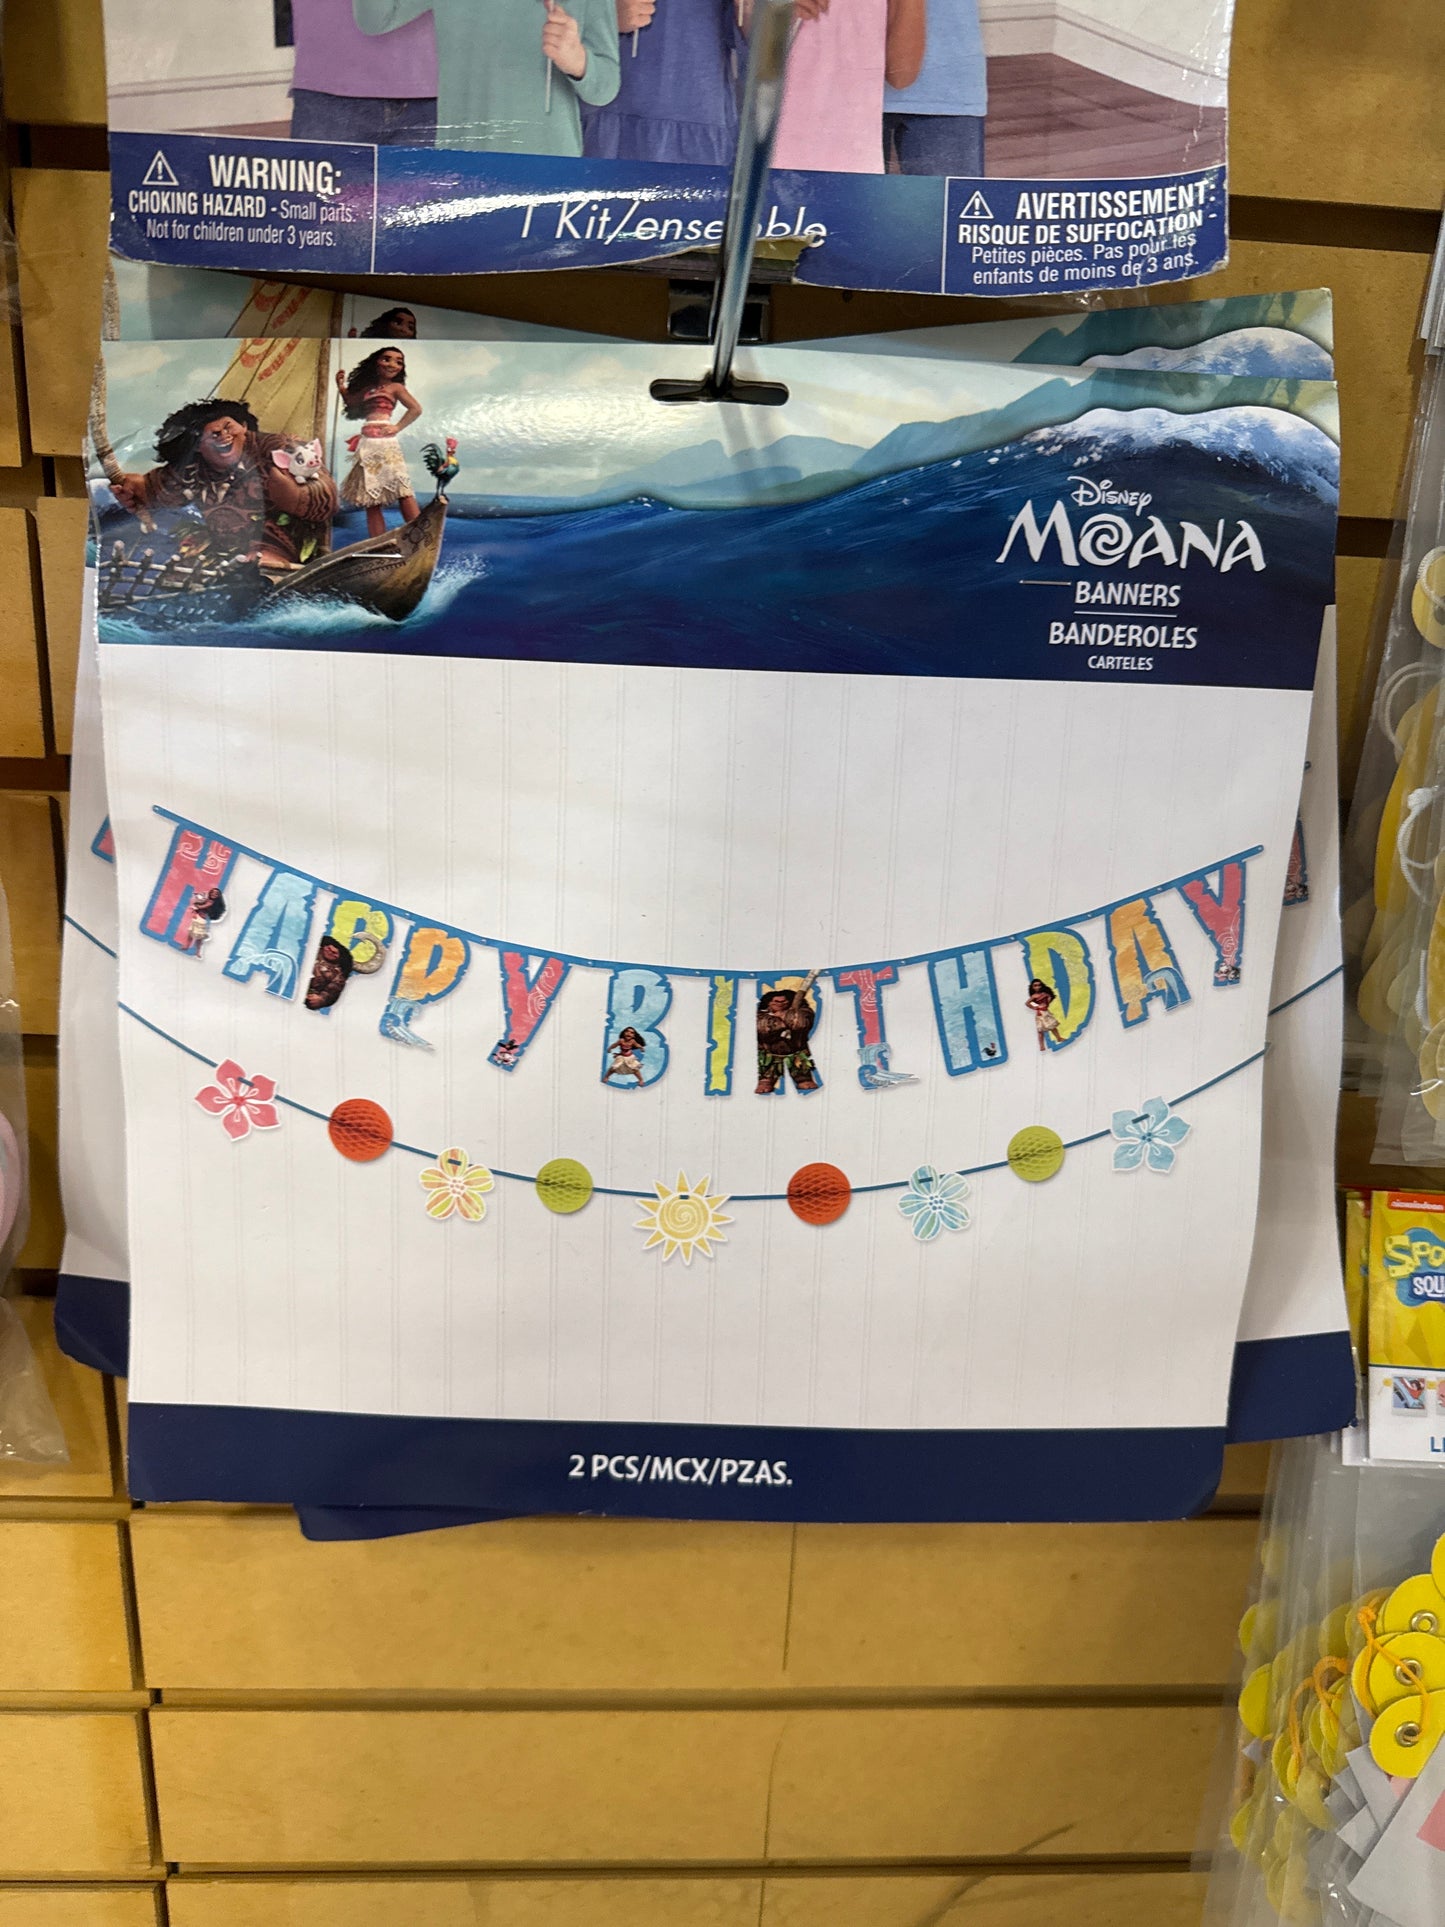 WARNING:
CHOKING HAZARD - Small parts.
Not for children under 3 years.
1 Kit/ensemble
AVERTISSEMENT:
RISQUE DE SUFFOCATION -
Petites pièces. Pas pour les
enfants de moins de 3 ans.
Disney
MOANA
BANNERS
BANDEROLES
CARTELES
HAPPY BIRTHDAY
2 PCS/MCX/PZAS.
nickelodeon